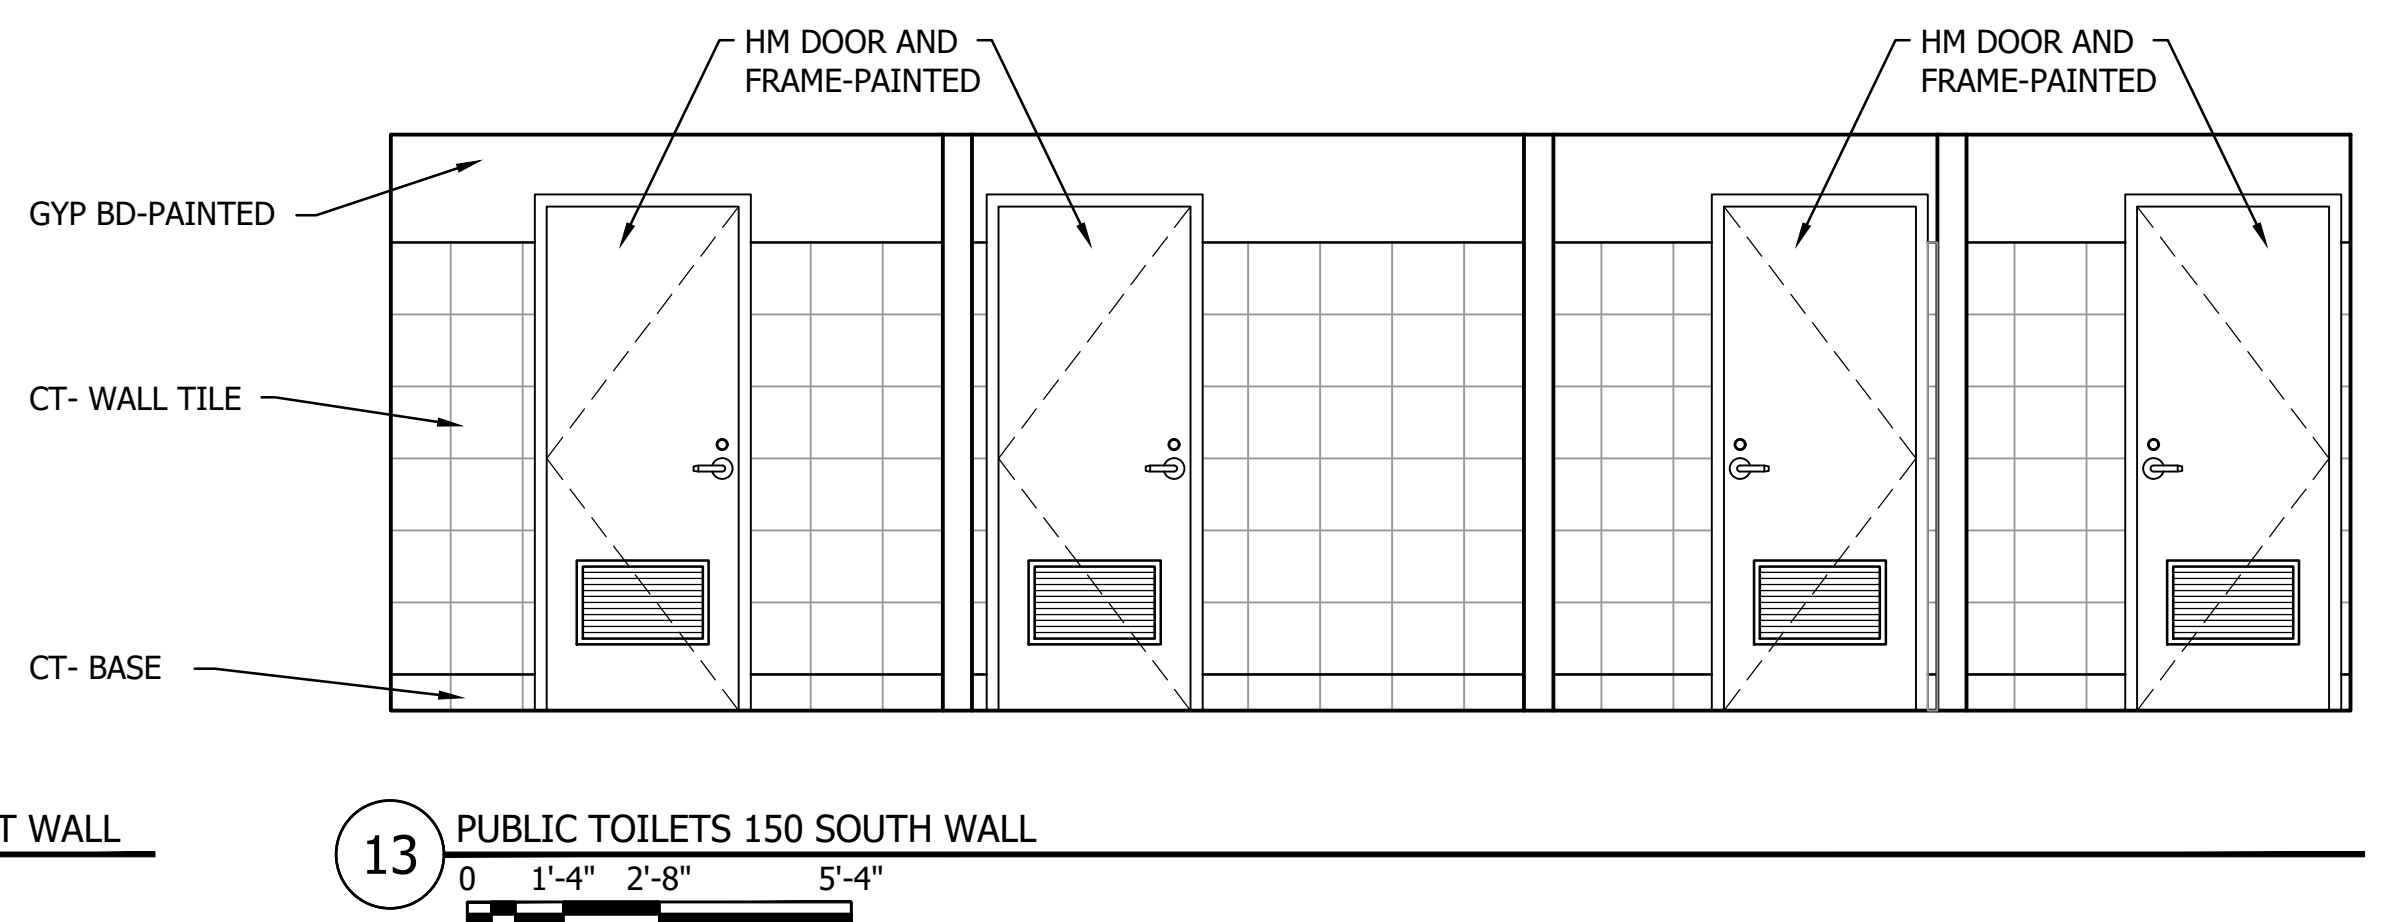 HM DOOR AND
FRAME-PAINTED
HM DOOR AND
FRAME-PAINTED
GYP BD-PAINTED
CT- WALL TILE
CT- BASE
T WALL
13
PUBLIC TOILETS 150 SOUTH WALL
0 1'-4" 2'-8" 5'-4"